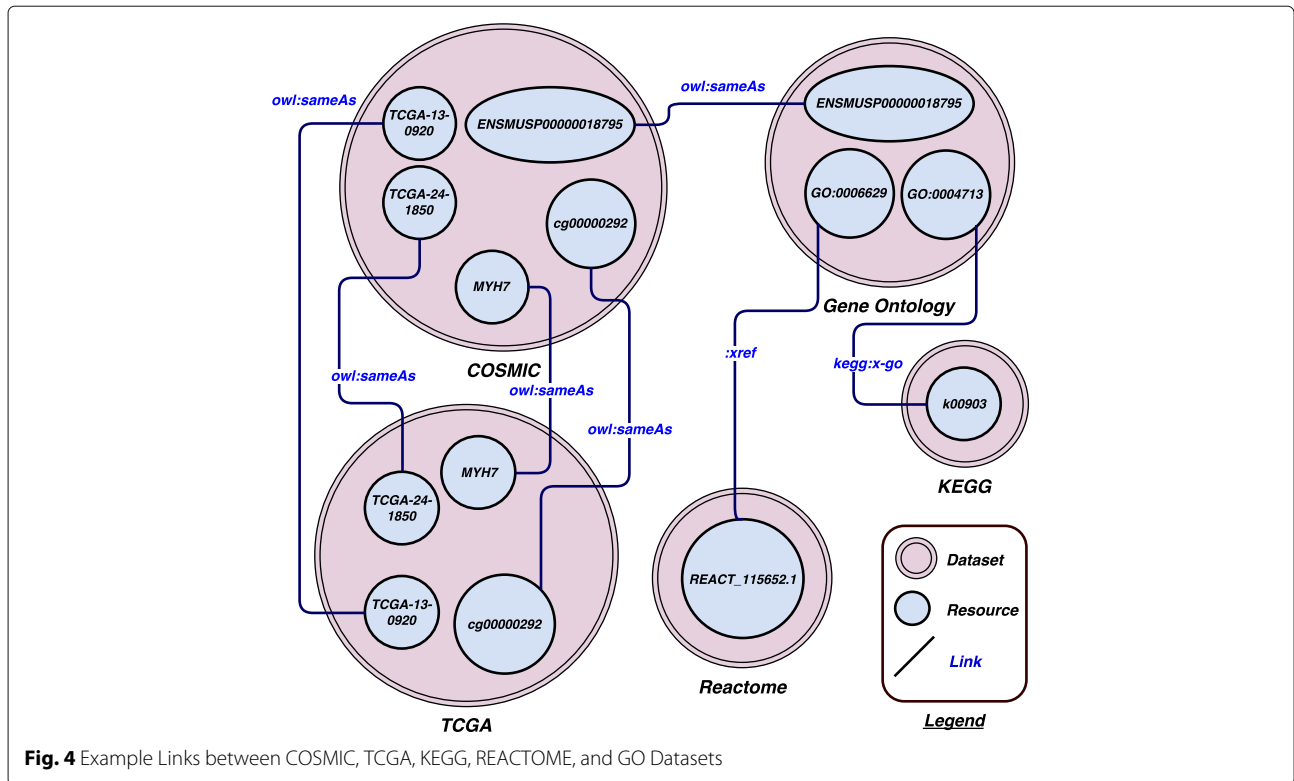 owl:sameAs
TCGA-13-
0920
ENSMUSP00000018795
TCGA-24-
1850
cg00000292
MYH7
COSMIC
owl:sameAs
ENSMUSP00000018795
GO:0006629
GO:0004713
Gene Ontology
:xref
kegg:x-go
k00903
KEGG
owl:sameAs
owl:sameAs
owl:sameAs
MYH7
TCGA-24-
1850
TCGA-13-
0920
cg00000292
TCGA
REACT_115652.1
Reactome
Dataset
Resource
Link
Legend
Fig. 4 Example Links between COSMIC, TCGA, KEGG, REACTOME, and GO Datasets